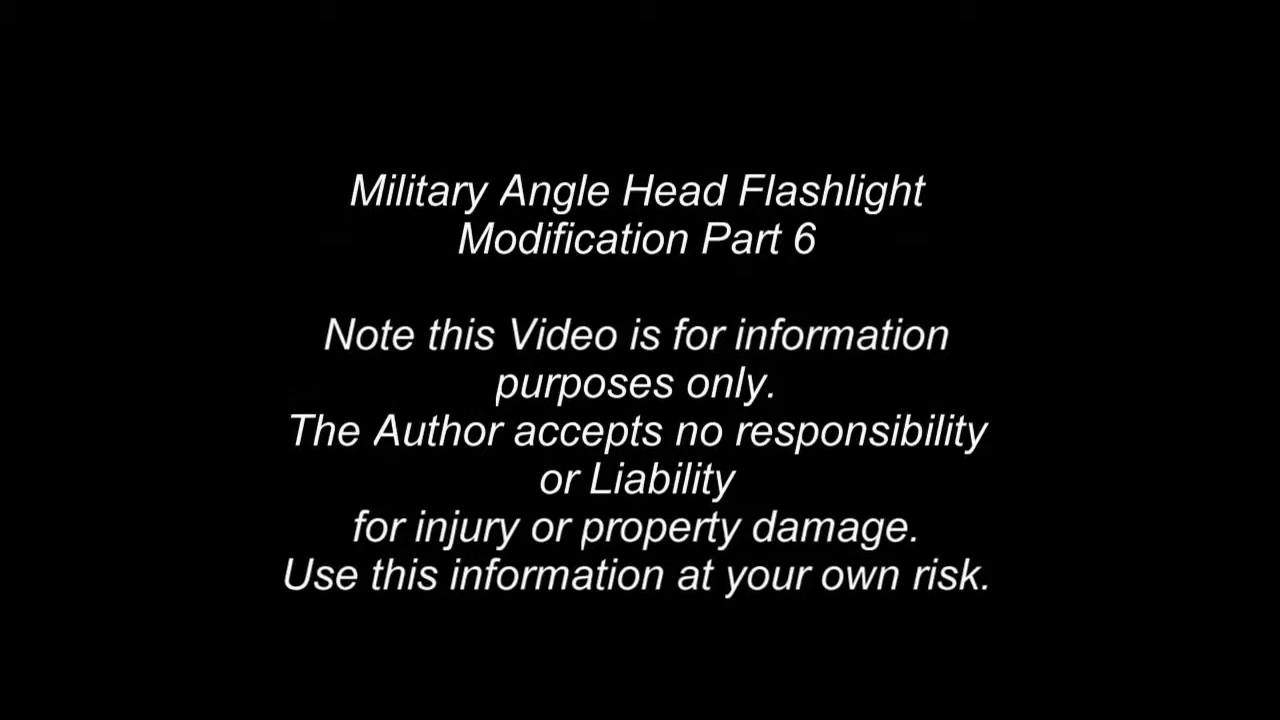 Military Angle Head Flashlight
Modification Part 6
Note this Video is for information
purposes only.
The Author accepts no responsibility
or Liability
for injury or property damage.
Use this information at your own risk.